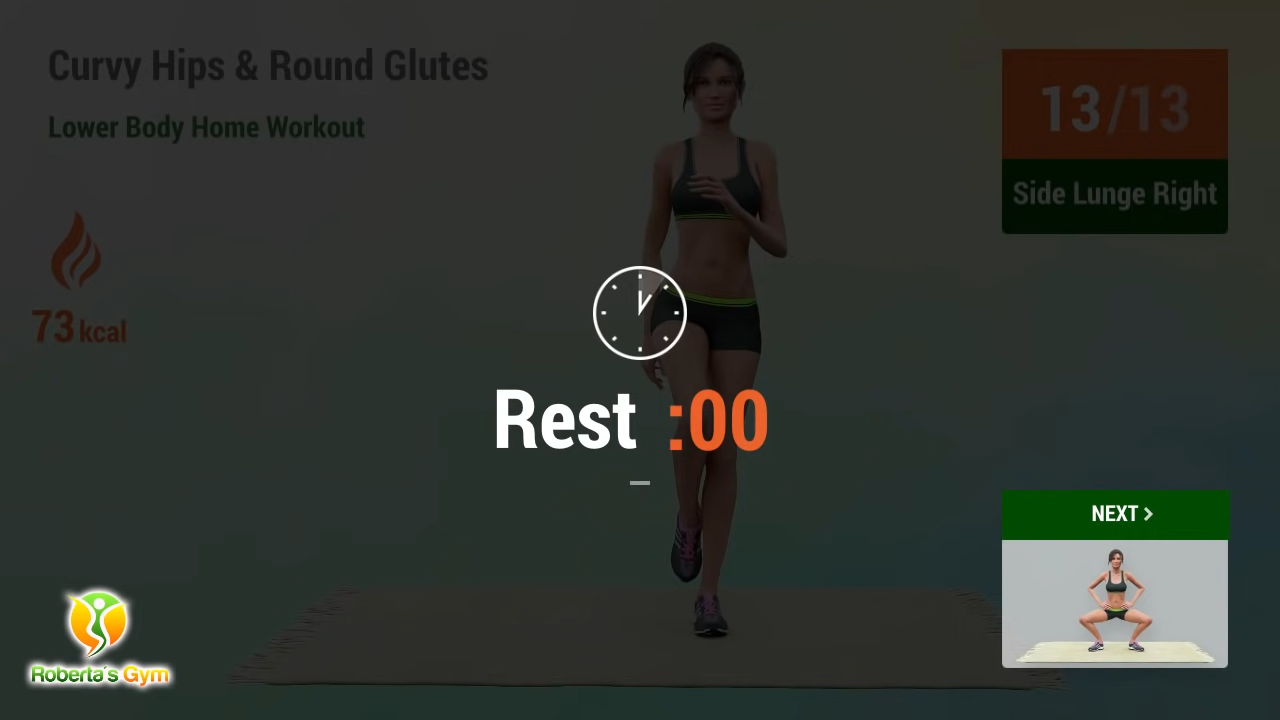 Curvy Hips & Round Glutes
Lower Body Home Workout
13/13
Side Lunge Right
73 kcal
Rest :00
NEXT >
Roberta's Gym